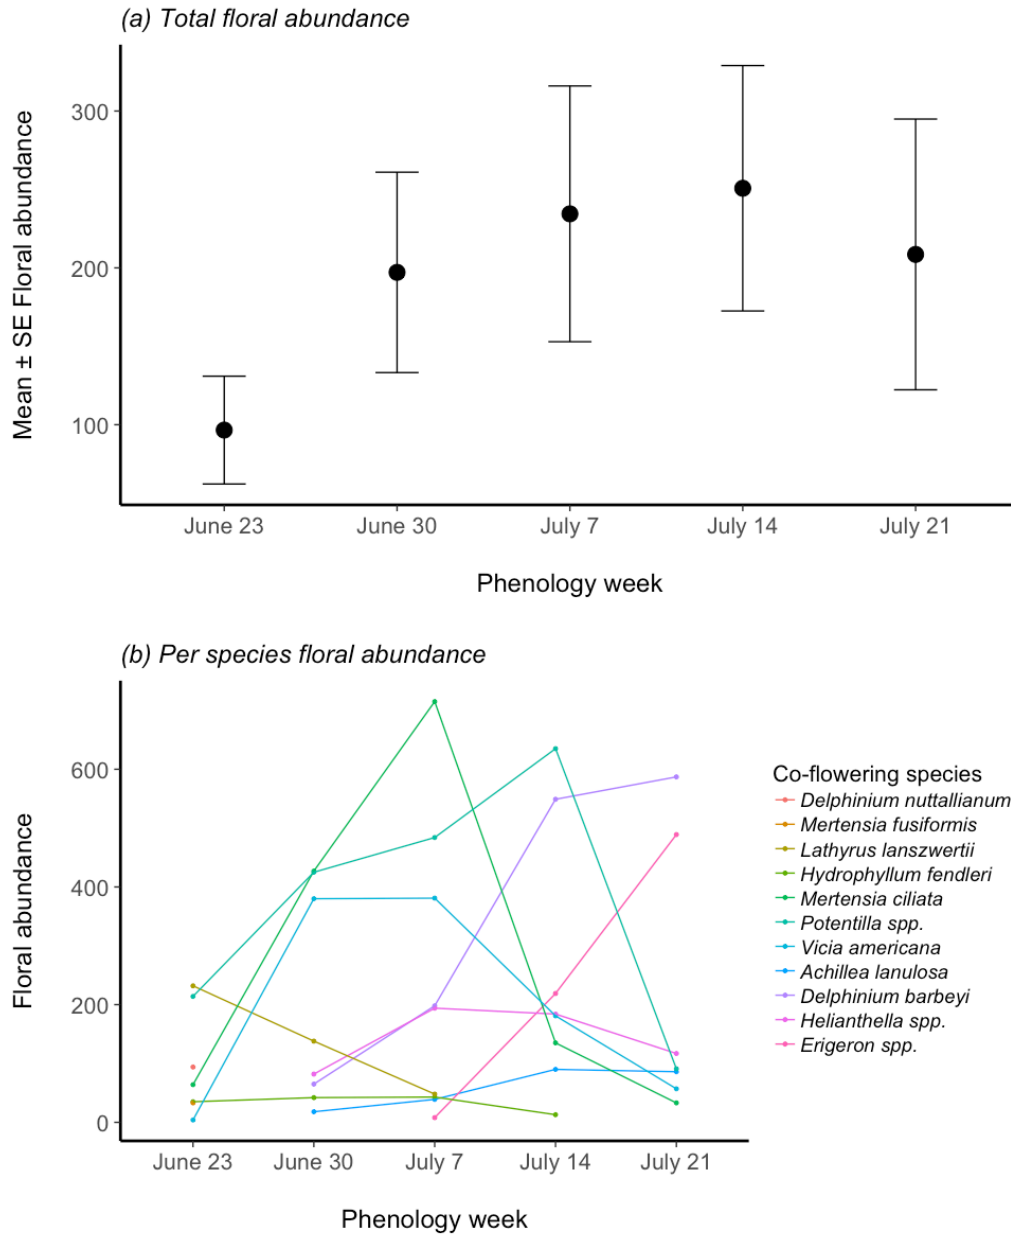 (a) Total floral abundance
Mean ± SE Floral abundance
300
200
100
June 23 June 30 July 7 July 14 July 21
Phenology week
(b) Per species floral abundance
Floral abundance
600
400
200
0
June 23 June 30 July 7 July 14 July 21
Phenology week
Co-flowering species
Delphinium nuttallianum
Mertensia fusiformis
Lathyrus lanszwertii
Hydrophyllum fendleri
Mertensia ciliata
Potentilla spp.
Vicia americana
Achillea lanulosa
Delphinium barbeyi
Helianthella spp.
Erigeron spp.